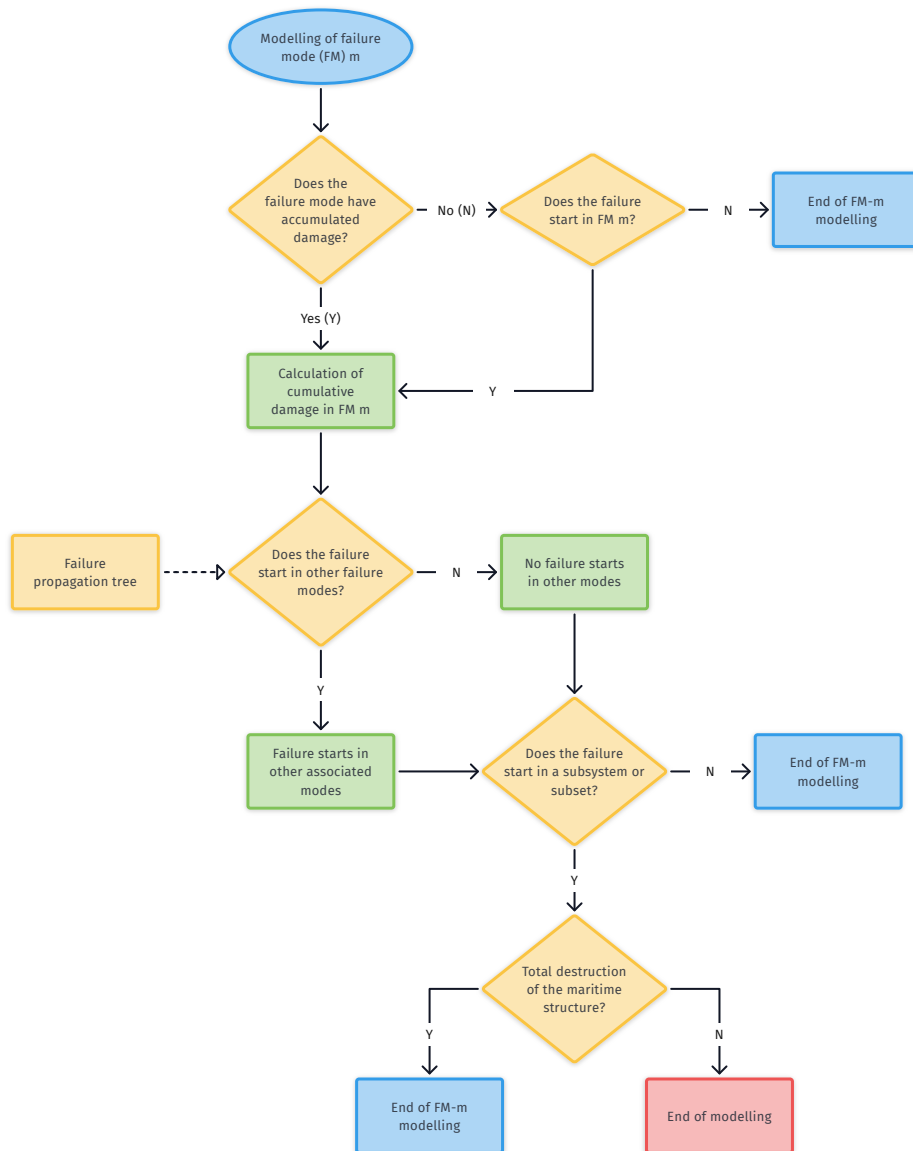 Modelling of failure
mode (FM) m
Does the
failure mode have
accumulated
damage?
No (N)
Does the failure
start in FM m?
N
End of FM-m
modelling
Yes (Y)
Calculation of
cumulative
damage in FM m
Y
Failure
propagation tree
Does the failure
start in other failure
modes?
N
No failure starts
in other modes
Y
Failure starts in
other associated
modes
Does the failure
start in a subsystem or
subset?
N
End of FM-m
modelling
Y
Total destruction
of the maritime
structure?
Y
N
End of FM-m
modelling
End of modelling